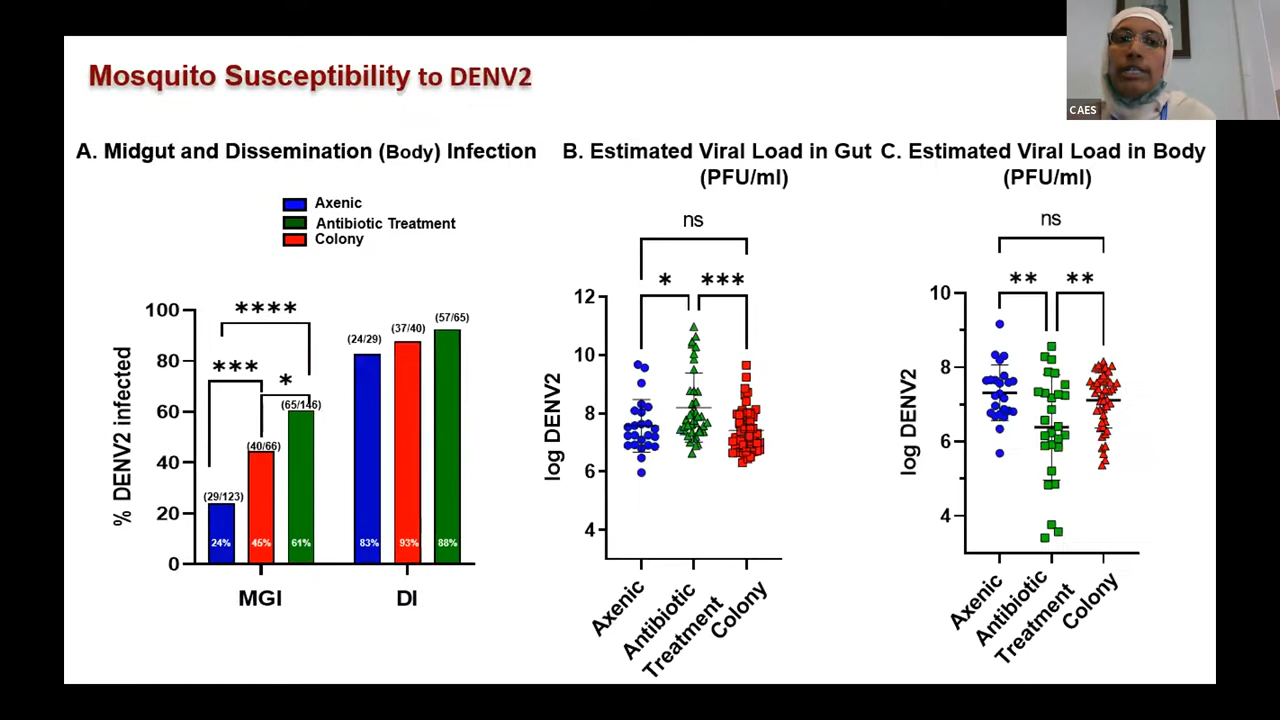 Mosquito Susceptibility to DENV2
CAES
A. Midgut and Dissemination (Body) Infection
Axenic
Antibiotic Treatment
Colony
% DENV2 infected
100
80
60
40
20
0
****
***
*
(29/123)
(40/66)
(65/146)
(24/29)
(37/40)
(57/65)
24%
45%
61%
83%
93%
88%
MGI
DI
B. Estimated Viral Load in Gut
(PFU/ml)
ns
*
***
log DENV2
12
10
8
6
4
Axenic
Antibiotic
Treatment
Colony
C. Estimated Viral Load in Body
(PFU/ml)
ns
**
**
log DENV2
10
8
6
4
Axenic
Antibiotic
Treatment
Colony